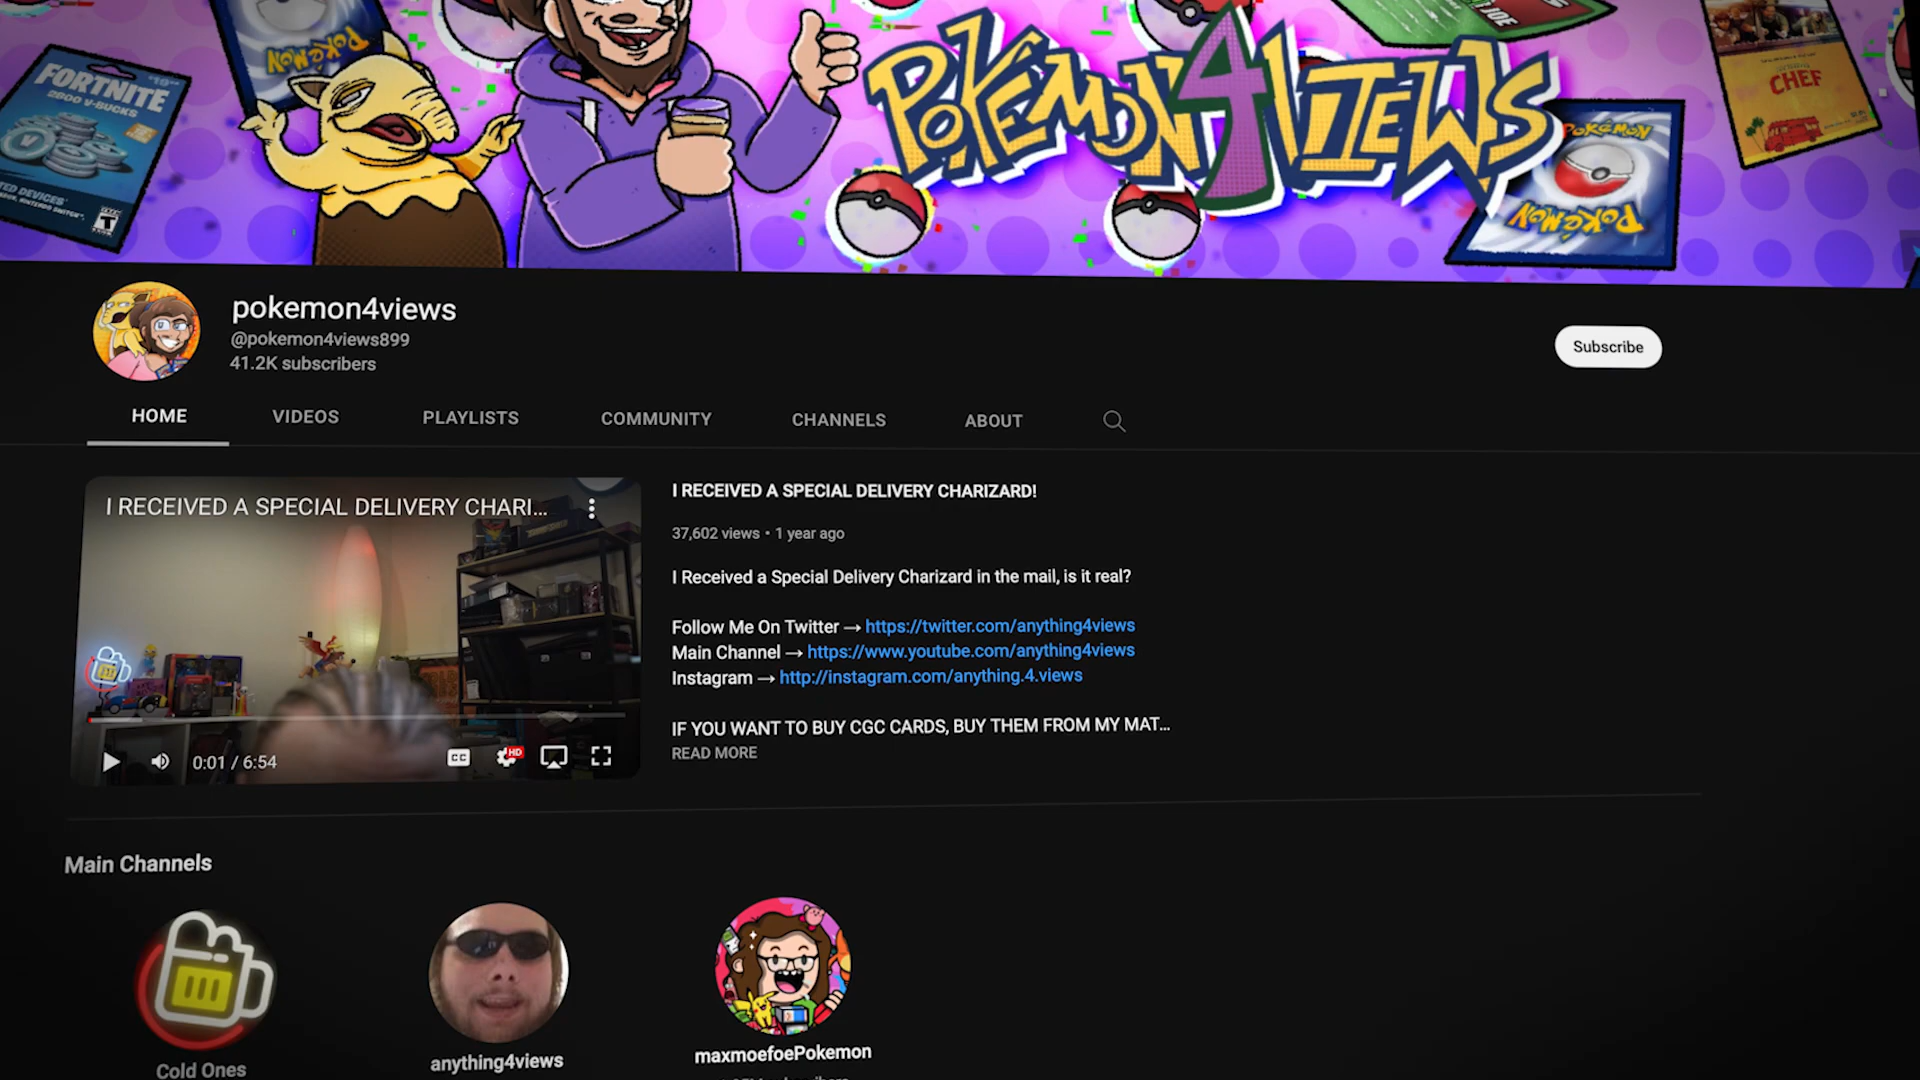 FORTNITE
2800 V-BUCKS
POKÉMON
POKÉMON4VIEWS
POKÉMON
POKÉMON
CHEF
JOE
T
pokemon4views
@pokemon4views899
41.2K subscribers
Subscribe
HOME VIDEOS PLAYLISTS COMMUNITY CHANNELS ABOUT
I RECEIVED A SPECIAL DELIVERY CHARI...
0:01 / 6:54
CC
HD
I RECEIVED A SPECIAL DELIVERY CHARIZARD!
37,602 views • 1 year ago
I Received a Special Delivery Charizard in the mail, is it real?
Follow Me On Twitter → https://twitter.com/anything4views
Main Channel → https://www.youtube.com/anything4views
Instagram → http://instagram.com/anything.4.views
IF YOU WANT TO BUY CGC CARDS, BUY THEM FROM MY MAT...
READ MORE
Main Channels
Cold Ones
anything4views
maxmoefoePokemon